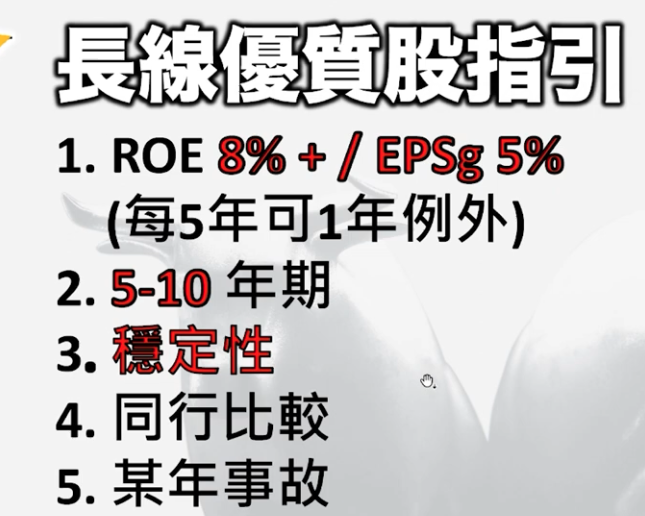 長線優質股指引
1. ROE 8% + / EPSg 5%
(每5年可1年例外)
2. 5-10 年期
3. 穩定性
4. 同行比較
5. 某年事故